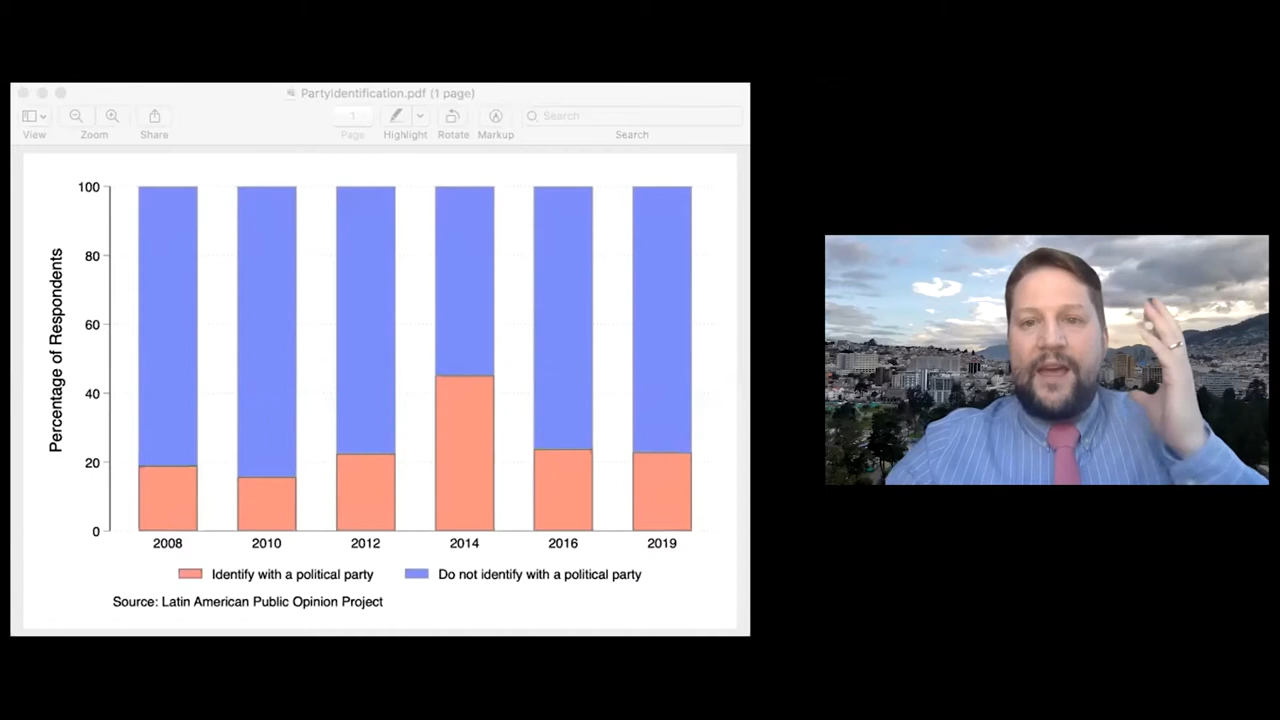 PartyIdentification.pdf (1 page)
1
Search
View
Zoom
Share
Page
Highlight
Rotate
Markup
Search
100
80
60
40
20
0
Percentage of Respondents
2008
2010
2012
2014
2016
2019
Identify with a political party
Do not identify with a political party
Source: Latin American Public Opinion Project